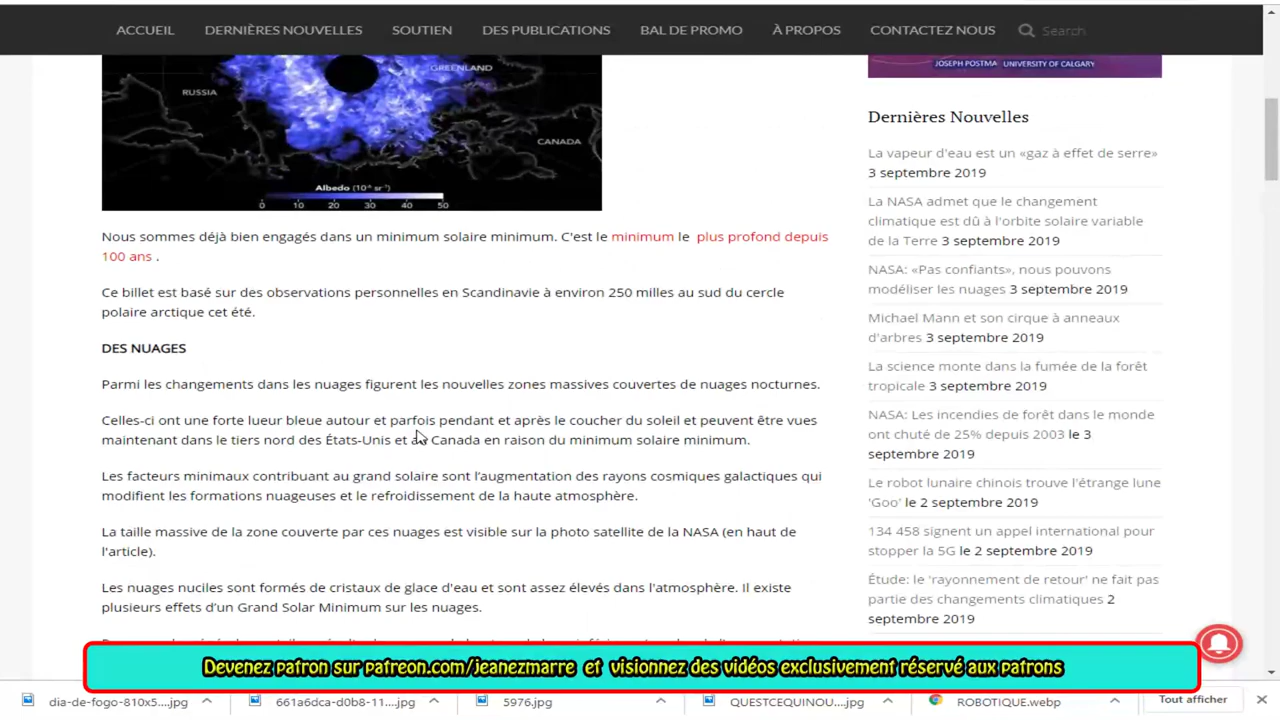 ACCUEIL DERNIÈRES NOUVELLES SOUTIEN DES PUBLICATIONS BAL DE PROMO À PROPOS CONTACTEZ NOUS Search
GREENLAND
RUSSIA
CANADA
Albedo (10⁻⁶ sr⁻¹)
0 10 20 30 40 50
Nous sommes déjà bien engagés dans un minimum solaire minimum. C'est le minimum le plus profond depuis
100 ans .
Ce billet est basé sur des observations personnelles en Scandinavie à environ 250 milles au sud du cercle
polaire arctique cet été.
DES NUAGES
Parmi les changements dans les nuages figurent les nouvelles zones massives couvertes de nuages nocturnes.
Celles-ci ont une forte lueur bleue autour et parfois pendant et après le coucher du soleil et peuvent être vues
maintenant dans le tiers nord des États-Unis et au Canada en raison du minimum solaire minimum.
Les facteurs minimaux contribuant au grand solaire sont l'augmentation des rayons cosmiques galactiques qui
modifient les formations nuageuses et le refroidissement de la haute atmosphère.
La taille massive de la zone couverte par ces nuages est visible sur la photo satellite de la NASA (en haut de
l'article).
Les nuages nuciles sont formés de cristaux de glace d'eau et sont assez élevés dans l'atmosphère. Il existe
plusieurs effets d'un Grand Solar Minimum sur les nuages.
JOSEPH POSTMA UNIVERSITY OF CALGARY
Dernières Nouvelles
La vapeur d'eau est un «gaz à effet de serre»
3 septembre 2019
La NASA admet que le changement
climatique est dû à l'orbite solaire variable
de la Terre 3 septembre 2019
NASA: «Pas confiants», nous pouvons
modéliser les nuages 3 septembre 2019
Michael Mann et son cirque à anneaux
d'arbres 3 septembre 2019
La science monte dans la fumée de la forêt
tropicale 3 septembre 2019
NASA: Les incendies de forêt dans le monde
ont chuté de 25% depuis 2003 le 3
septembre 2019
Le robot lunaire chinois trouve l'étrange lune
'Goo' le 2 septembre 2019
134 458 signent un appel international pour
stopper la 5G le 2 septembre 2019
Étude: le 'rayonnement de retour' ne fait pas
partie des changements climatiques 2
septembre 2019
Devenez patron sur patreon.com/jeanezmarre et visionnez des vidéos exclusivement réservé aux patrons
dia-de-fogo-810x5....jpg 661a6dca-d0b8-11....jpg 5976.jpg QUESTCEQUINOU....jpg ROBOTIQUE.webp Tout afficher